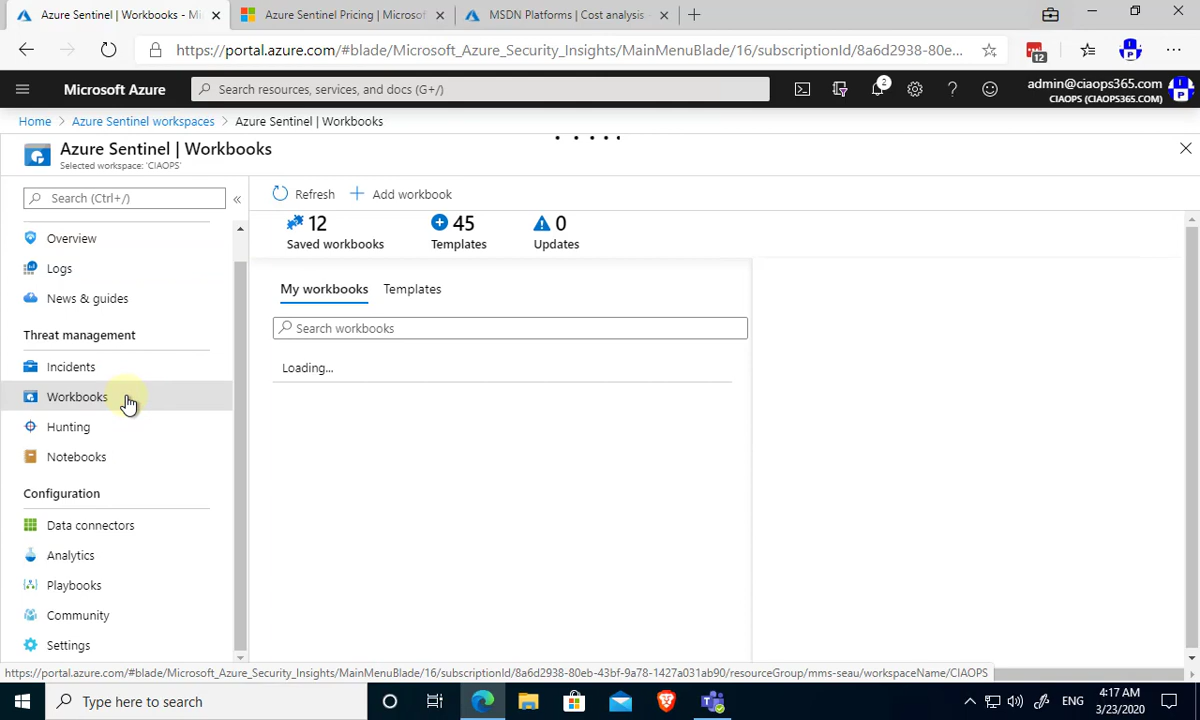 Azure Sentinel | Workbooks - Mi
Azure Sentinel Pricing | Microsof
MSDN Platforms | Cost analysis -
https://portal.azure.com/#blade/Microsoft_Azure_Security_Insights/MainMenuBlade/16/subscriptionId/8a6d2938-80e...
12
Microsoft Azure
Search resources, services, and docs (G+/)
2
admin@ciaops365.com
CIAOPS (CIAOPS365.COM)
Home > Azure Sentinel workspaces > Azure Sentinel | Workbooks
Azure Sentinel | Workbooks
Selected workspace: 'CIAOPS'
Search (Ctrl+/)
«
Refresh
Add workbook
Overview
Logs
News & guides
Threat management
Incidents
Workbooks
Hunting
Notebooks
Configuration
Data connectors
Analytics
Playbooks
Community
Settings
12
Saved workbooks
45
Templates
0
Updates
My workbooks
Templates
Search workbooks
Loading...
https://portal.azure.com/#blade/Microsoft_Azure_Security_Insights/MainMenuBlade/16/subscriptionId/8a6d2938-80eb-43bf-9a78-1427a031ab90/resourceGroup/mms-seau/workspaceName/CIAOPS
Type here to search
ENG
4:17 AM
3/23/2020